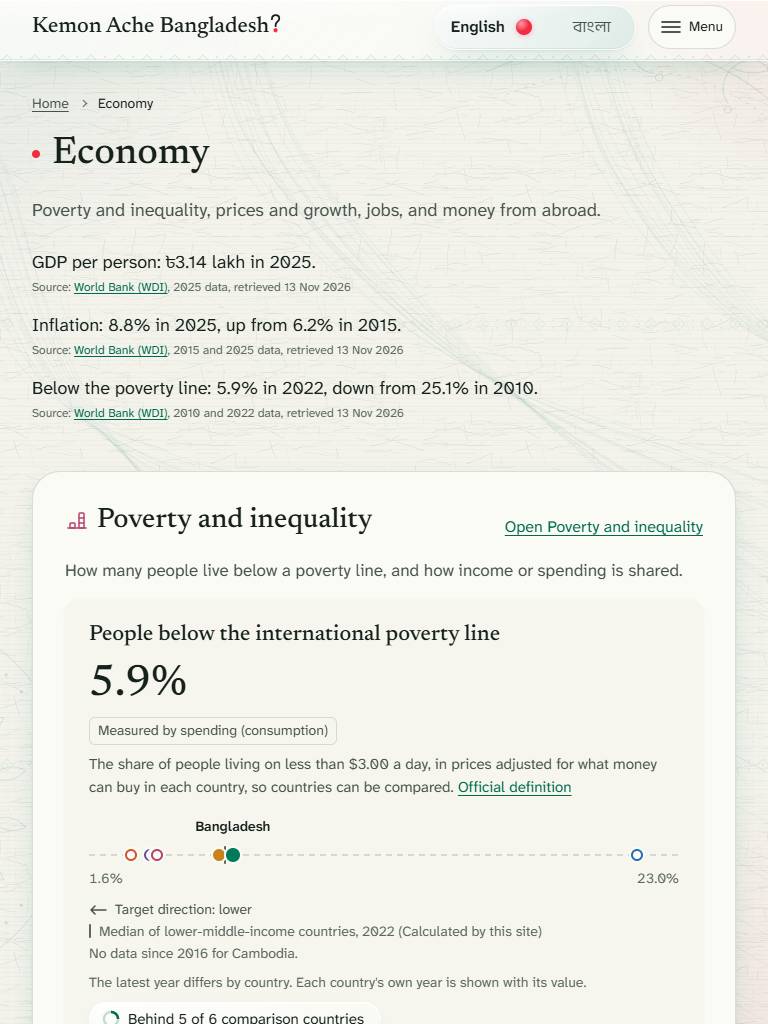 Kemon Ache Bangladesh?
English
বাংলা
Menu
Home > Economy
Economy
Poverty and inequality, prices and growth, jobs, and money from abroad.
GDP per person: ৳3.14 lakh in 2025.
Source: World Bank (WDI), 2025 data, retrieved 13 Nov 2026
Inflation: 8.8% in 2025, up from 6.2% in 2015.
Source: World Bank (WDI), 2015 and 2025 data, retrieved 13 Nov 2026
Below the poverty line: 5.9% in 2022, down from 25.1% in 2010.
Source: World Bank (WDI), 2010 and 2022 data, retrieved 13 Nov 2026
Poverty and inequality
Open Poverty and inequality
How many people live below a poverty line, and how income or spending is shared.
People below the international poverty line
5.9%
Measured by spending (consumption)
The share of people living on less than $3.00 a day, in prices adjusted for what money
can buy in each country, so countries can be compared. Official definition
Bangladesh
1.6%
23.0%
← Target direction: lower
Median of lower-middle-income countries, 2022 (Calculated by this site)
No data since 2016 for Cambodia.
The latest year differs by country. Each country's own year is shown with its value.
Behind 5 of 6 comparison countries